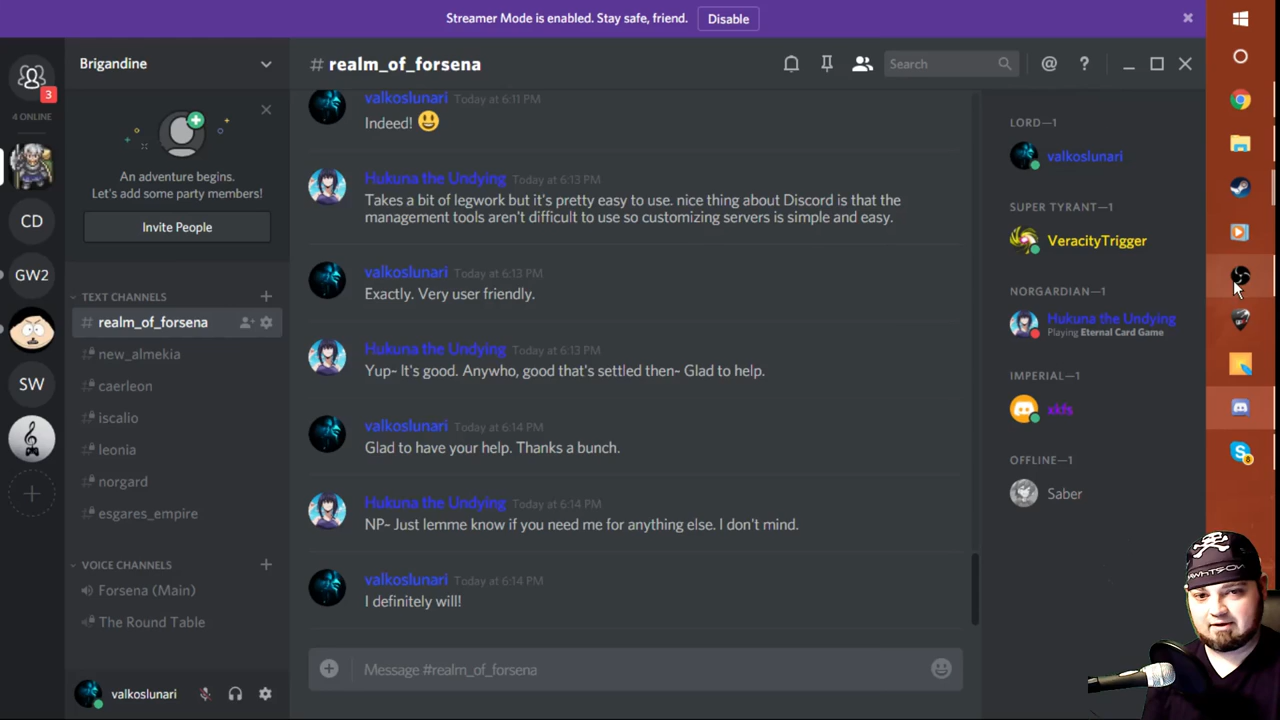 Streamer Mode is enabled. Stay safe, friend.
Disable
3
4 ONLINE
CD
GW2
SW
Brigandine
An adventure begins.
Let's add some party members!
Invite People
TEXT CHANNELS
# realm_of_forsena
new_almekia
caerleon
iscalio
leonia
norgard
esgares_empire
VOICE CHANNELS
Forsena (Main)
The Round Table
valkoslunari
# realm_of_forsena
Search
valkoslunari Today at 6:11 PM
Indeed!
Hukuna the Undying Today at 6:13 PM
Takes a bit of legwork but it's pretty easy to use. nice thing about Discord is that the
management tools aren't difficult to use so customizing servers is simple and easy.
valkoslunari Today at 6:13 PM
Exactly. Very user friendly.
Hukuna the Undying Today at 6:13 PM
Yup- It's good. Anywho, good that's settled then- Glad to help.
valkoslunari Today at 6:14 PM
Glad to have your help. Thanks a bunch.
Hukuna the Undying Today at 6:14 PM
NP- Just lemme know if you need me for anything else. I don't mind.
valkoslunari Today at 6:14 PM
I definitely will!
Message #realm_of_forsena
LORD—1
valkoslunari
SUPER TYRANT—1
VeracityTrigger
NORGARDIAN—1
Hukuna the Undying
Playing Eternal Card Game
IMPERIAL—1
xkfs
OFFLINE—1
Saber